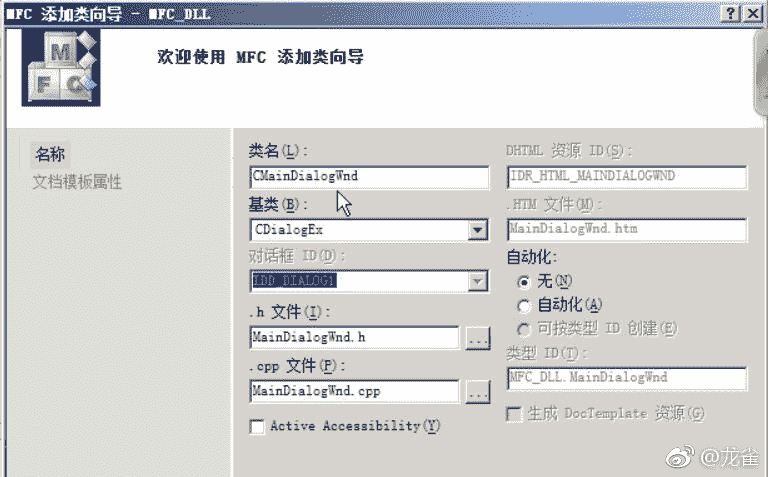 MFC 添加类向导 - MFC_DLL
MFC
欢迎使用 MFC 添加类向导
名称
文档模板属性
类名(L):
CMainDialogWnd
基类(B):
CDialogEx
对话框 ID(D):
IDD_DIALOG1
.h 文件(I):
MainDialogWnd.h
...
.cpp 文件(P):
MainDialogWnd.cpp
...
Active Accessibility(Y)
DHTML 资源 ID(S):
IDR_HTML_MAINDIALOGWND
.HTM 文件(M):
MainDialogWnd.htm
自动化:
无(N)
自动化(A)
可按类型 ID 创建(E)
类型 ID(T):
MFC_DLL.MainDialogWnd
生成 DocTemplate 资源(G)
@龙雀